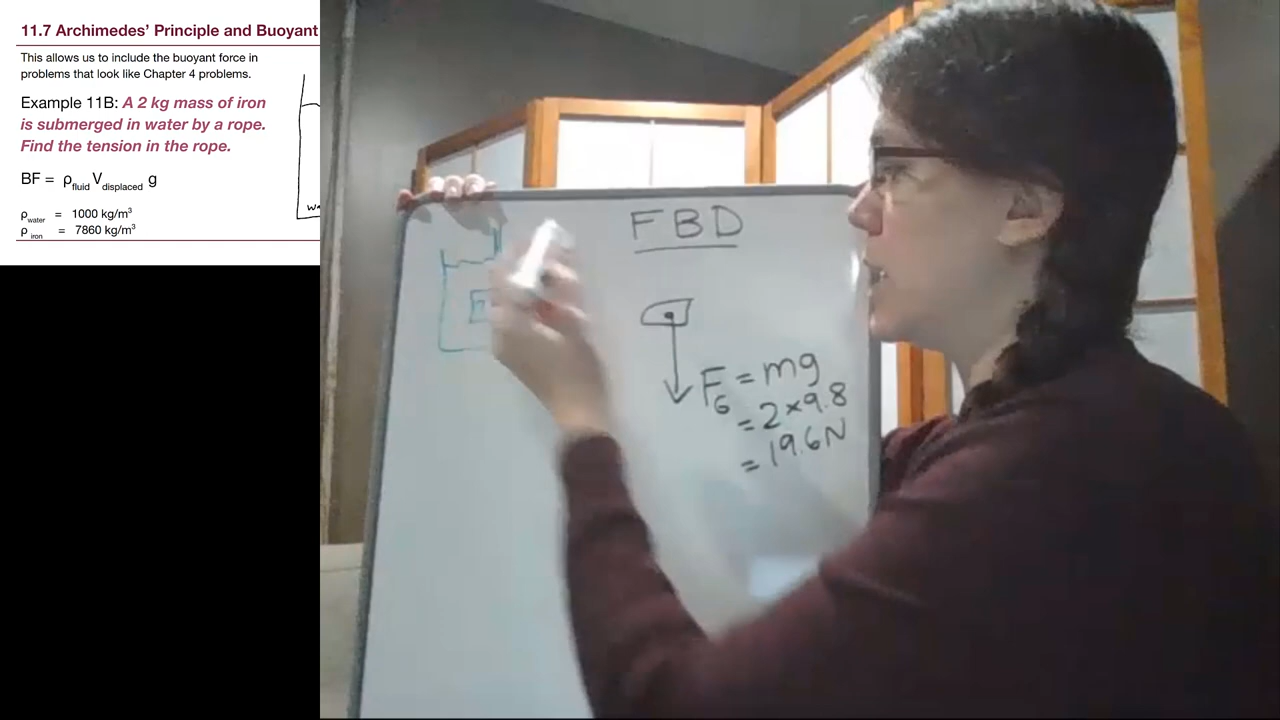 11.7 Archimedes' Principle and Buoyant
This allows us to include the buoyant force in
problems that look like Chapter 4 problems.
Example 11B: A 2 kg mass of iron
is submerged in water by a rope.
Find the tension in the rope.
BF = ρfluid Vdisplaced g
ρwater = 1000 kg/m³
ρiron = 7860 kg/m³
FBD
FG = mg
= 2 × 9.8
= 19.6N